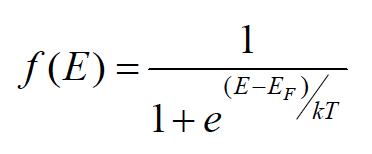 f(E) = 1 / (1 + e^((E−E_F)/kT))